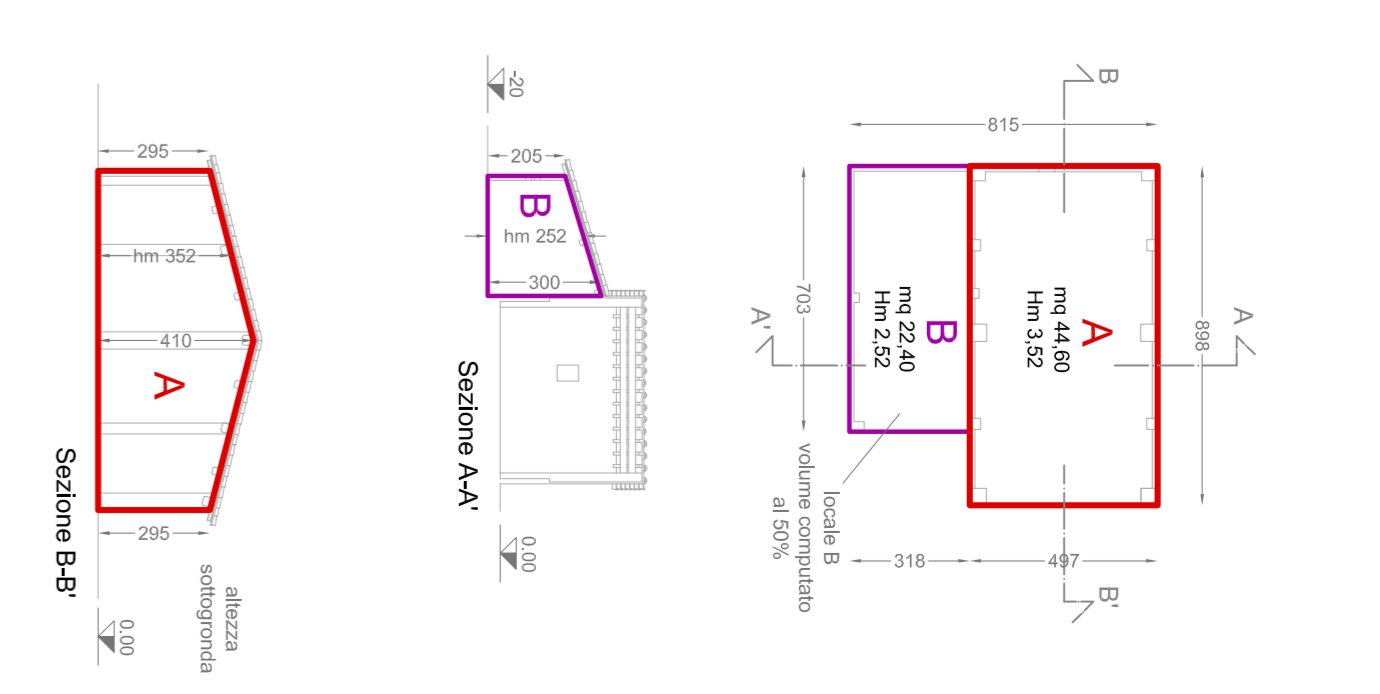 295
hm 352
410
A
295
Sezione B-B'
0.00
altezza
sottogronda
-20
205
B
hm 252
300
Sezione A-A'
0.00
B
815
703
898
A
A'
A
mq 44,60
Hm 3,52
B
mq 22,40
Hm 2,52
locale B
volume computato
al 50%
318
497
B'